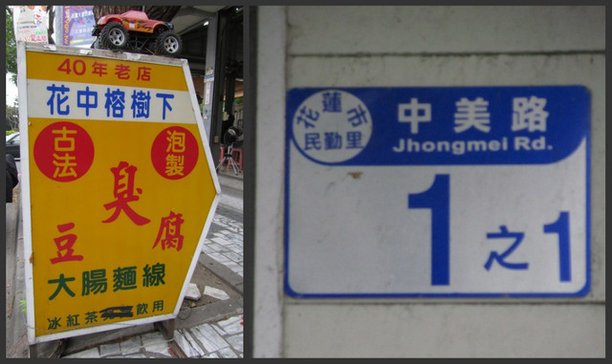 40年老店
花中榕樹下
古法
泡製
臭
豆
腐
大腸麵線
冰紅茶
飲用
花蓮市
民勤里
中美路
Jhongmei Rd.
1之1